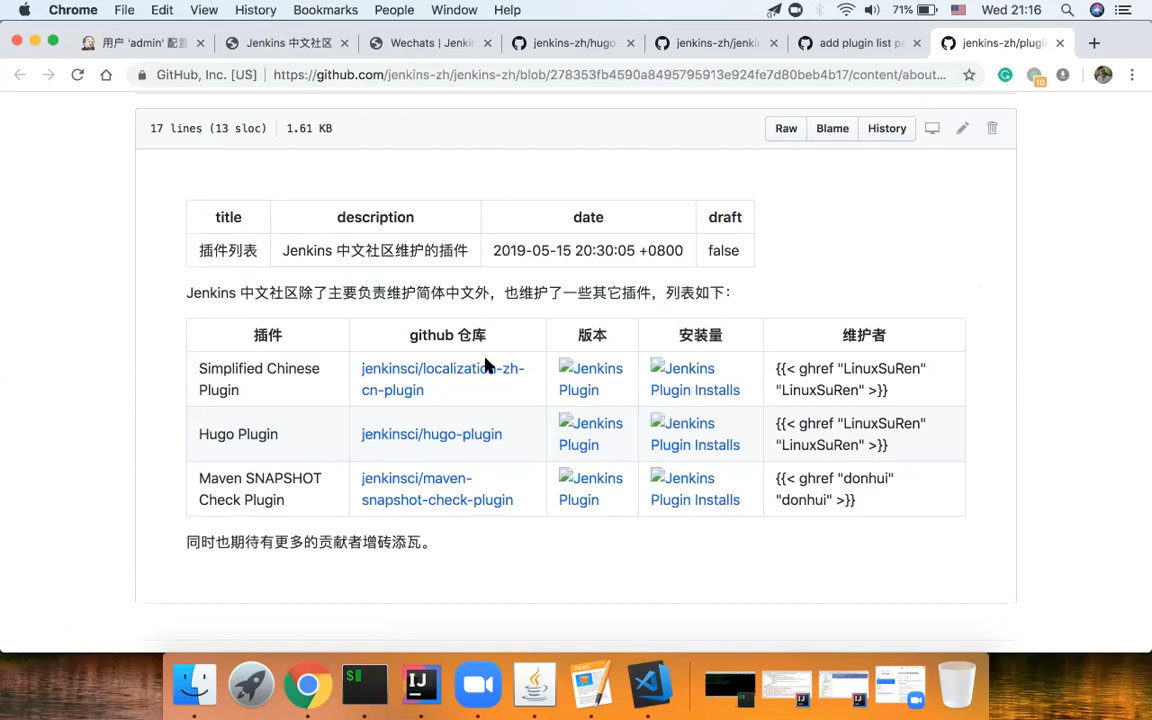 Chrome File Edit View History Bookmarks People Window Help 71% Wed 21:16
用户 'admin' 配置
Jenkins 中文社区
Wechats | Jenki
jenkins-zh/hugo-
jenkins-zh/jenki
add plugin list pa
jenkins-zh/plugin
GitHub, Inc. [US] https://github.com/jenkins-zh/jenkins-zh/blob/278353fb4590a8495795913e924fe7d80beb4b17/content/about... 10
17 lines (13 sloc) 1.61 KB Raw Blame History
title description date draft
插件列表 Jenkins 中文社区维护的插件 2019-05-15 20:30:05 +0800 false
Jenkins 中文社区除了主要负责维护简体中文外，也维护了一些其它插件，列表如下：
插件 github 仓库 版本 安装量 维护者
Simplified Chinese jenkinsci/localization-zh- Jenkins Jenkins {{< ghref "LinuxSuRen"
Plugin cn-plugin Plugin Plugin Installs "LinuxSuRen" >}}
Jenkins Jenkins {{< ghref "LinuxSuRen"
Hugo Plugin jenkinsci/hugo-plugin
Plugin Plugin Installs "LinuxSuRen" >}}
Maven SNAPSHOT jenkinsci/maven- Jenkins Jenkins {{< ghref "donhui"
Check Plugin snapshot-check-plugin Plugin Plugin Installs "donhui" >}}
同时也期待有更多的贡献者增砖添瓦。
$
IJ